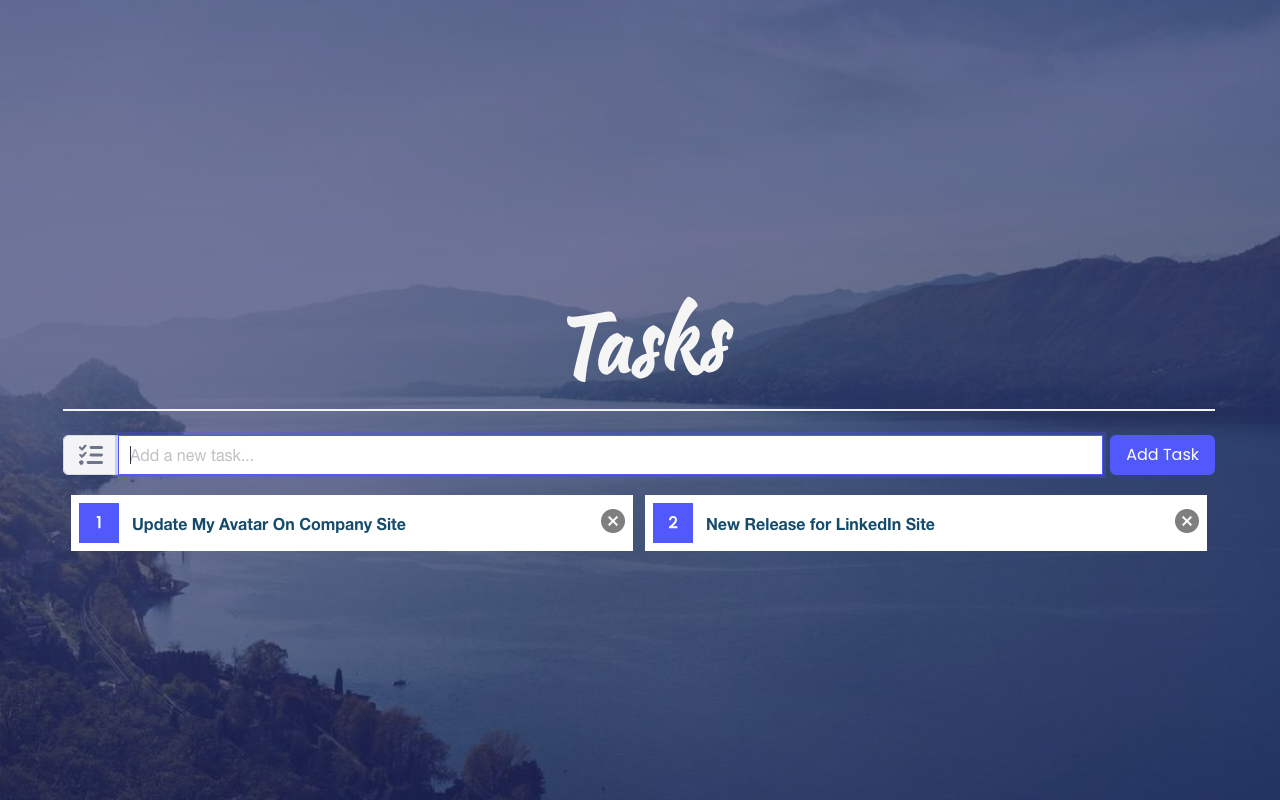 Tasks
Add a new task...
Add Task
1
Update My Avatar On Company Site
2
New Release for LinkedIn Site